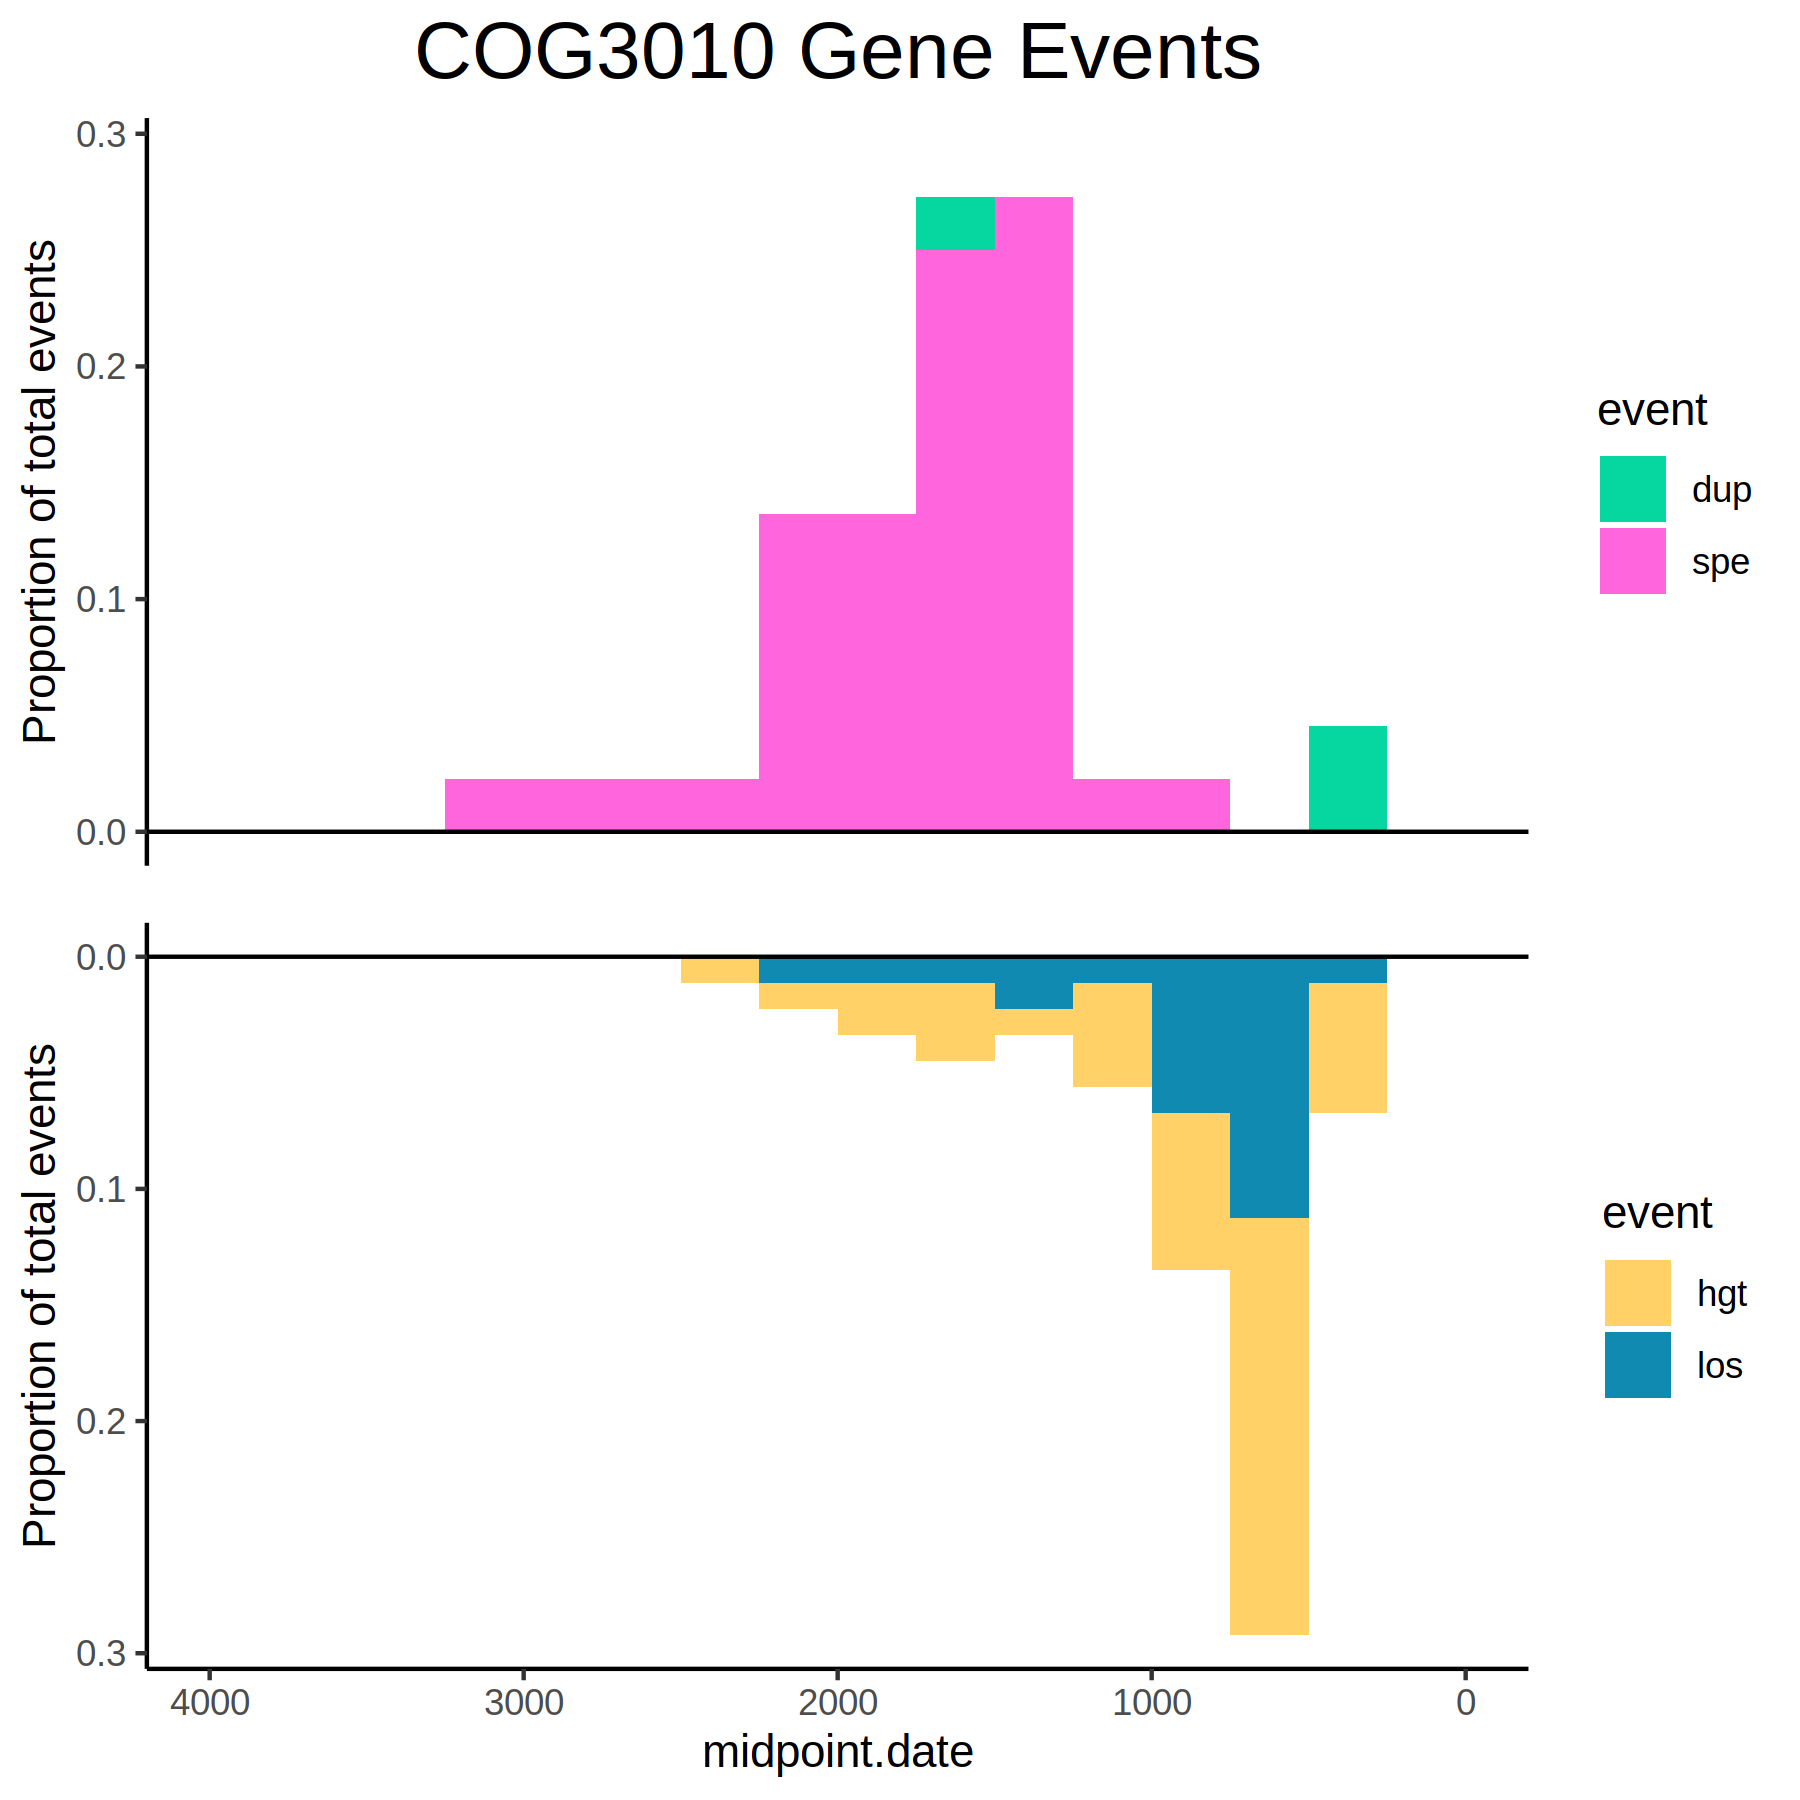 COG3010 Gene Events
0.3
0.2
0.1
0.0
Proportion of total events
event
dup
spe
0.0
0.1
0.2
0.3
Proportion of total events
event
hgt
los
4000 3000 2000 1000 0
midpoint.date